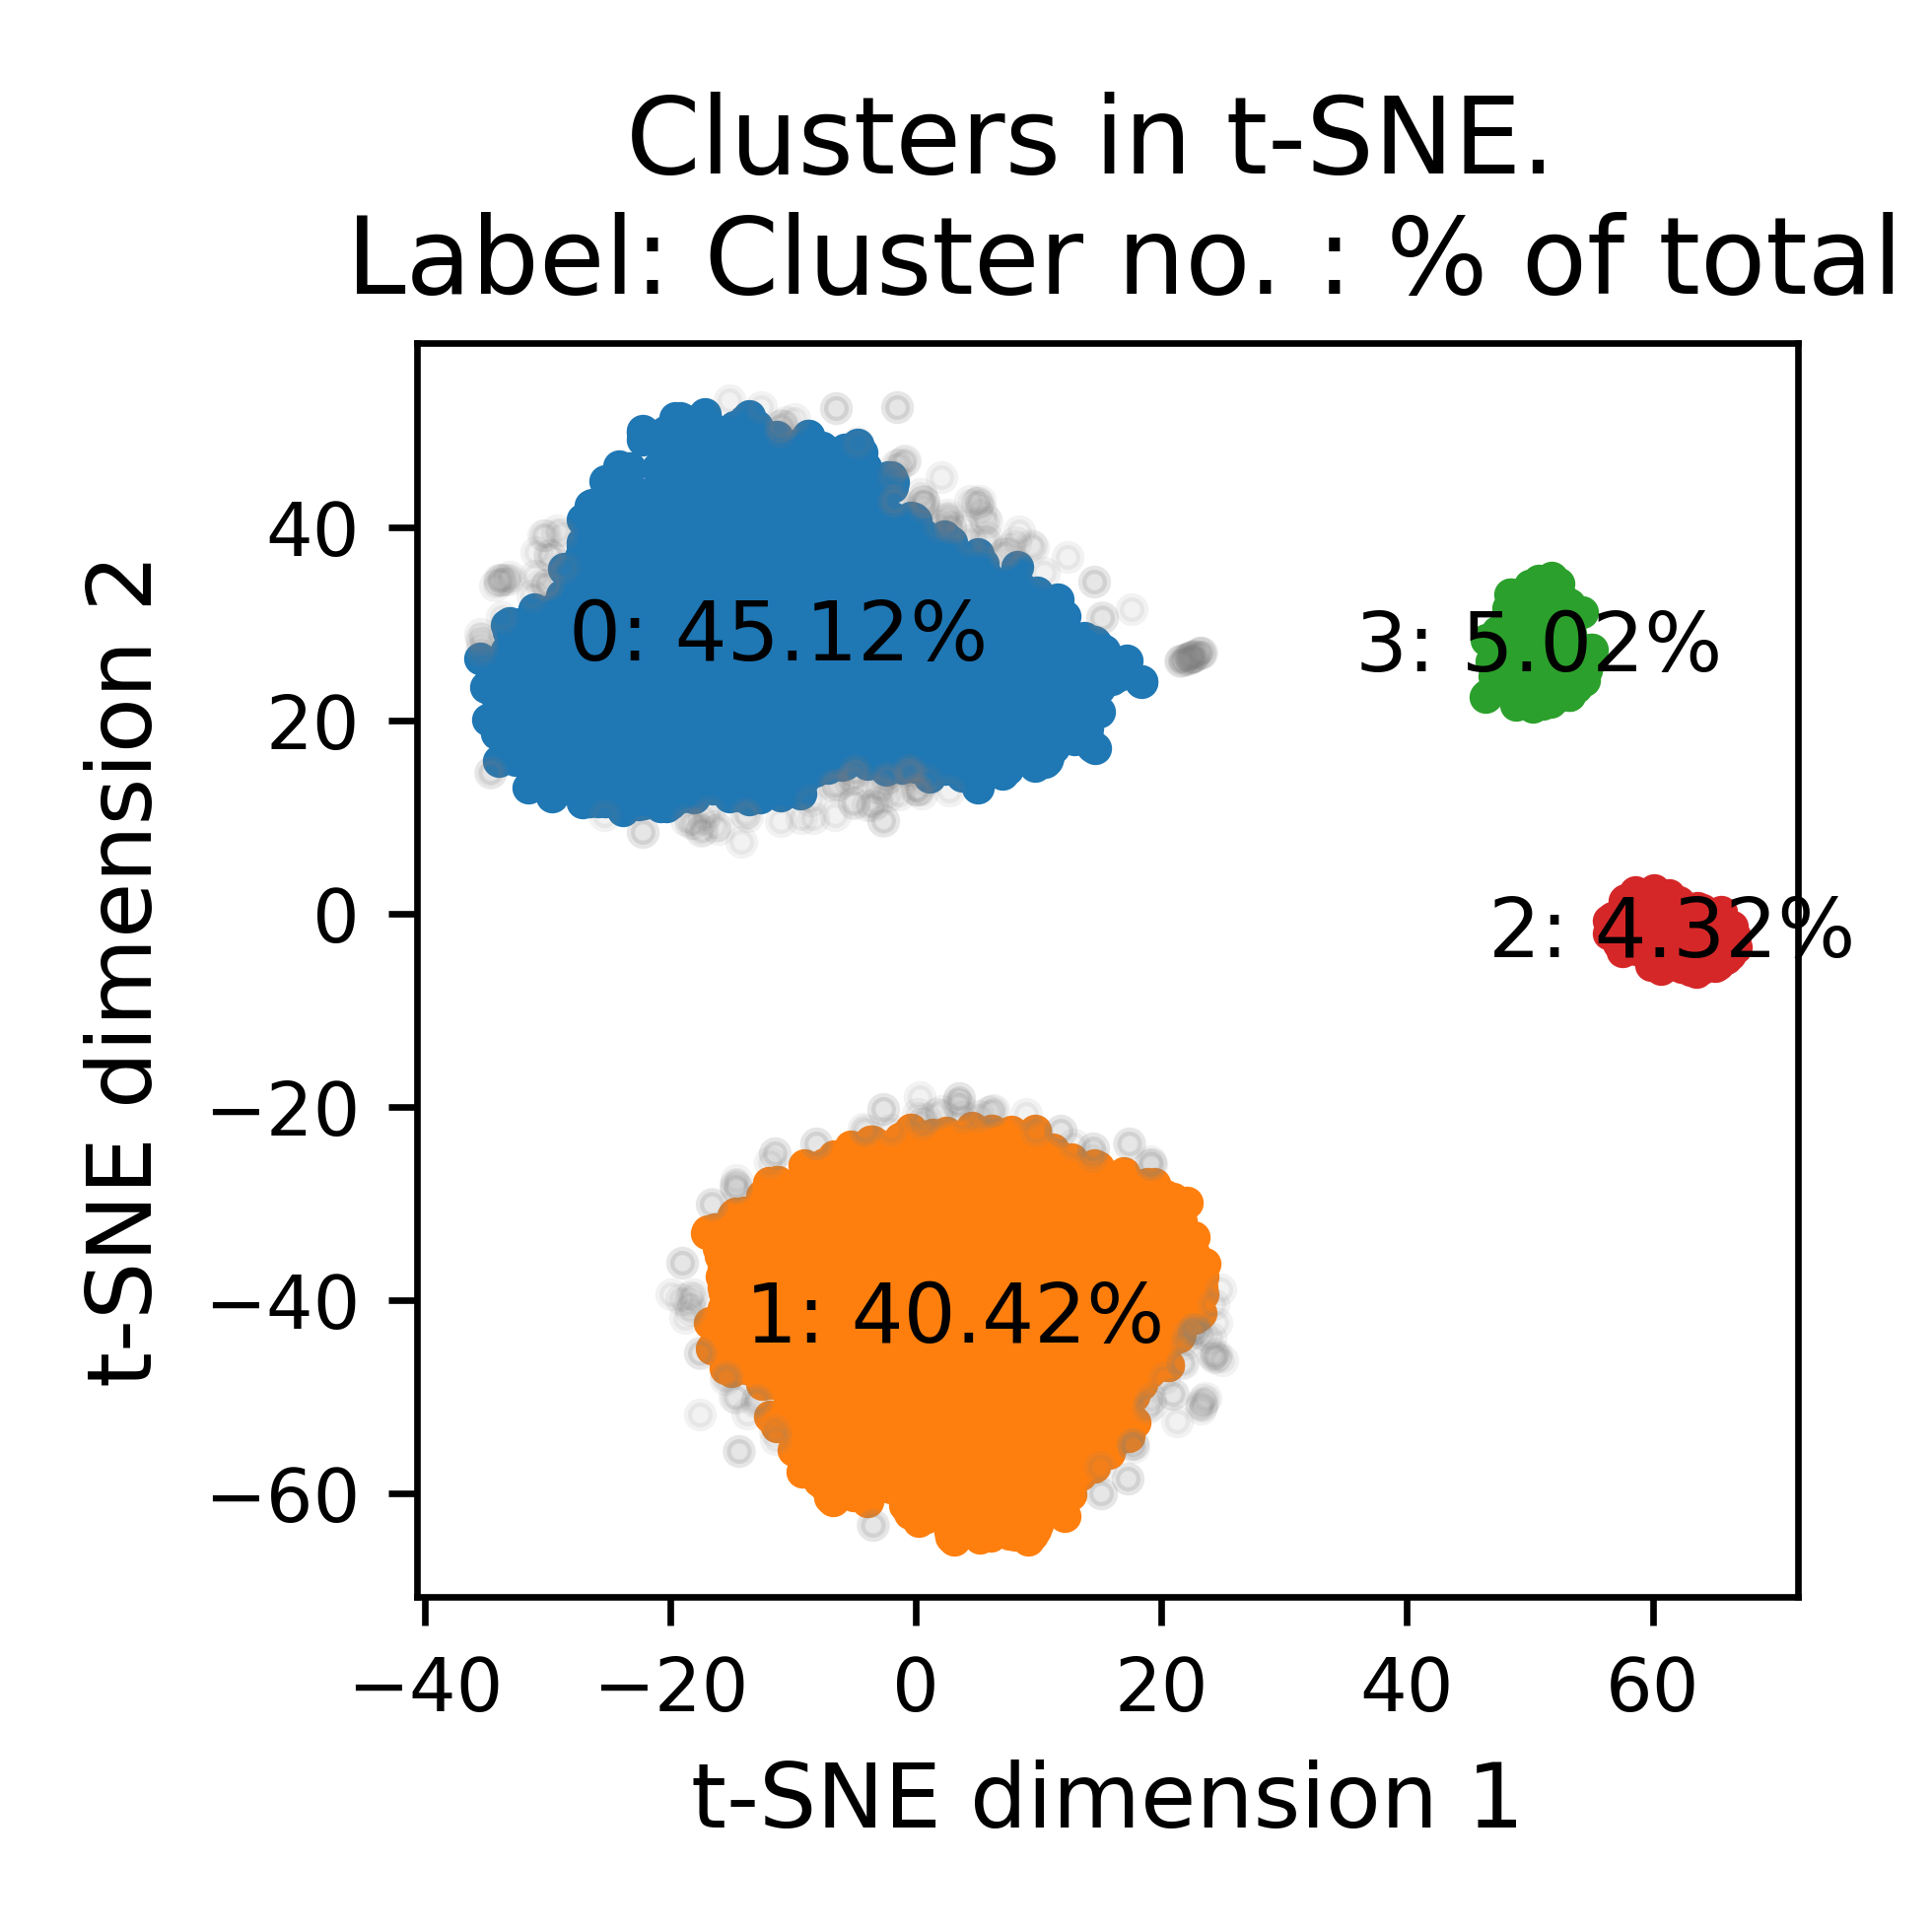 Clusters in t-SNE.
Label: Cluster no. : % of total
t-SNE dimension 2
40
20
0
−20
−40
−60
0: 45.12%
3: 5.02%
2: 4.32%
1: 40.42%
−40 −20 0 20 40 60
t-SNE dimension 1